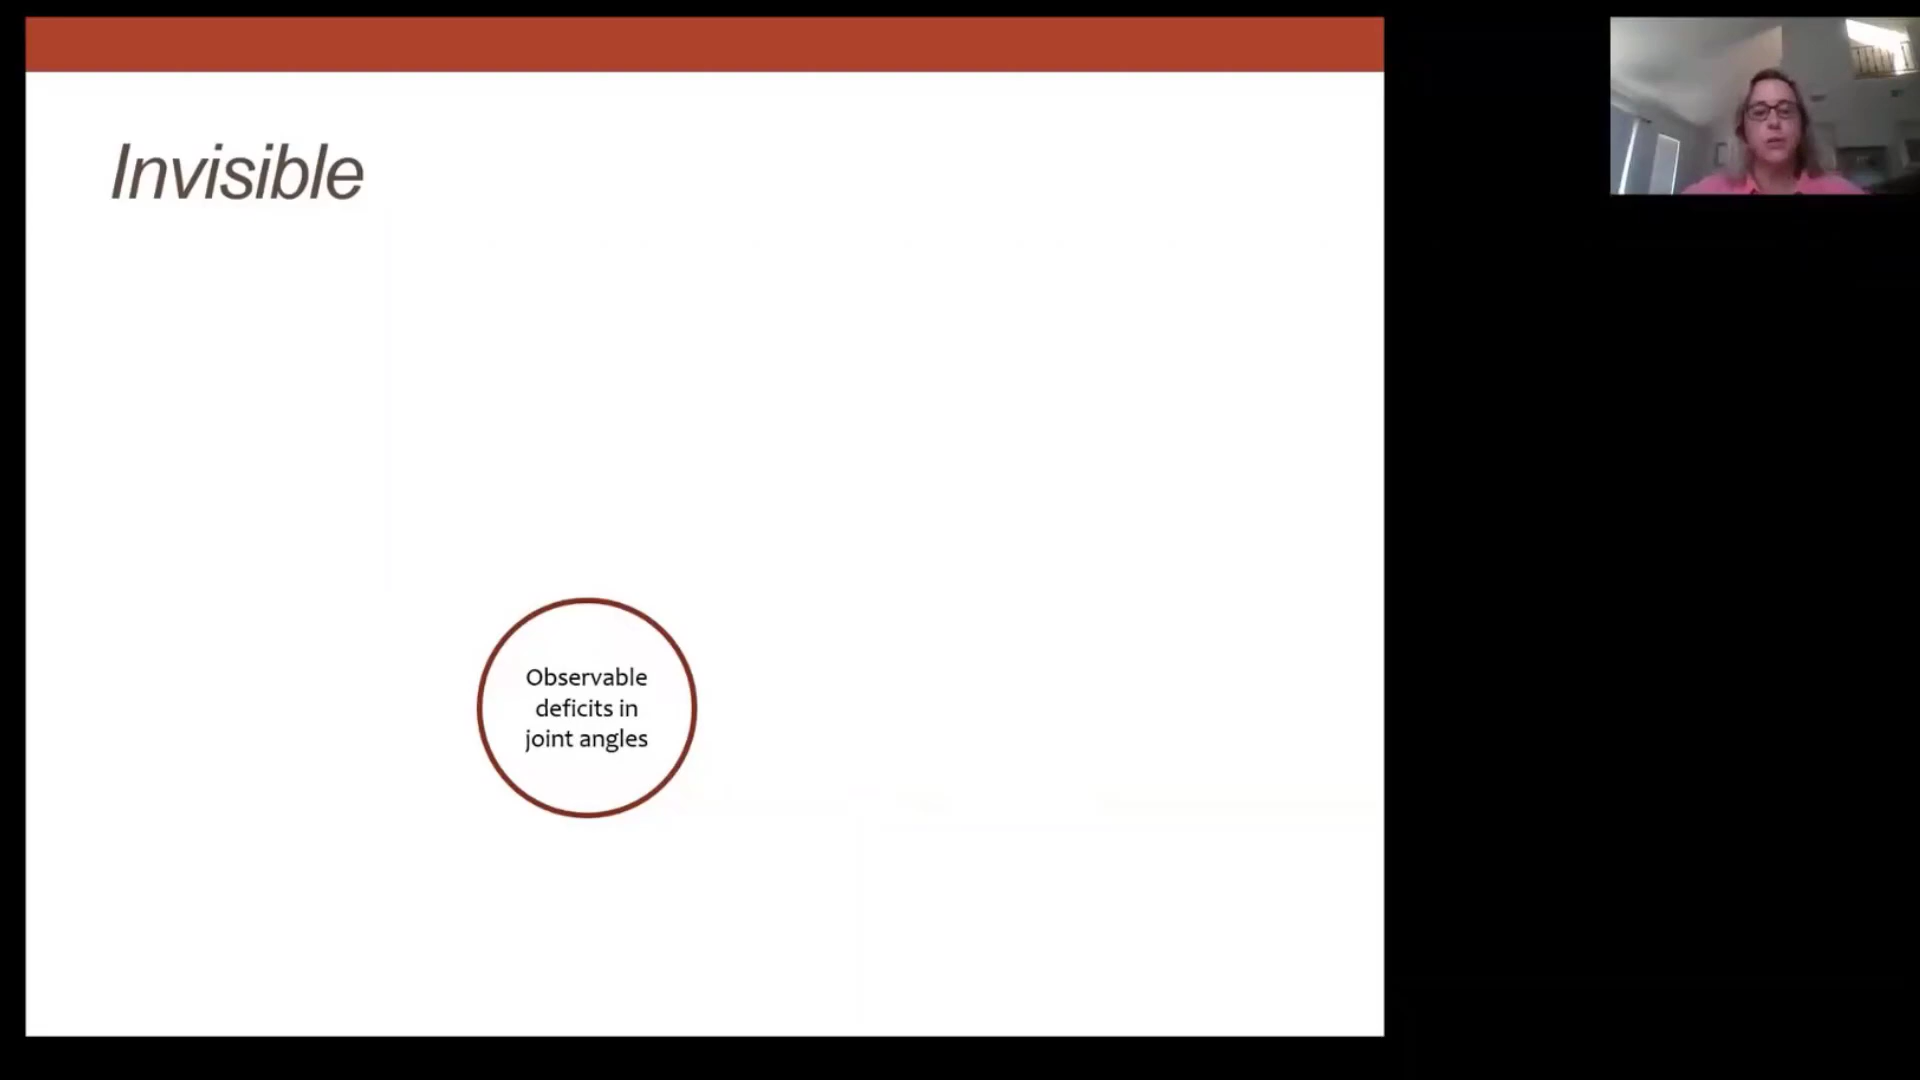 Invisible
Observable
deficits in
joint angles